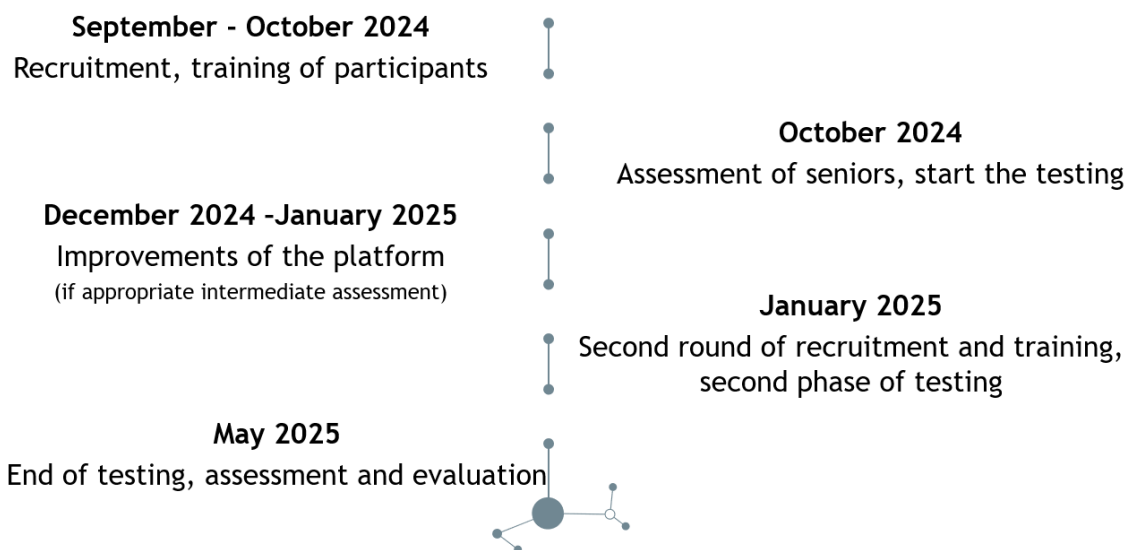 September - October 2024
Recruitment, training of participants
October 2024
Assessment of seniors, start the testing
December 2024 -January 2025
Improvements of the platform
(if appropriate intermediate assessment)
January 2025
Second round of recruitment and training,
second phase of testing
May 2025
End of testing, assessment and evaluation